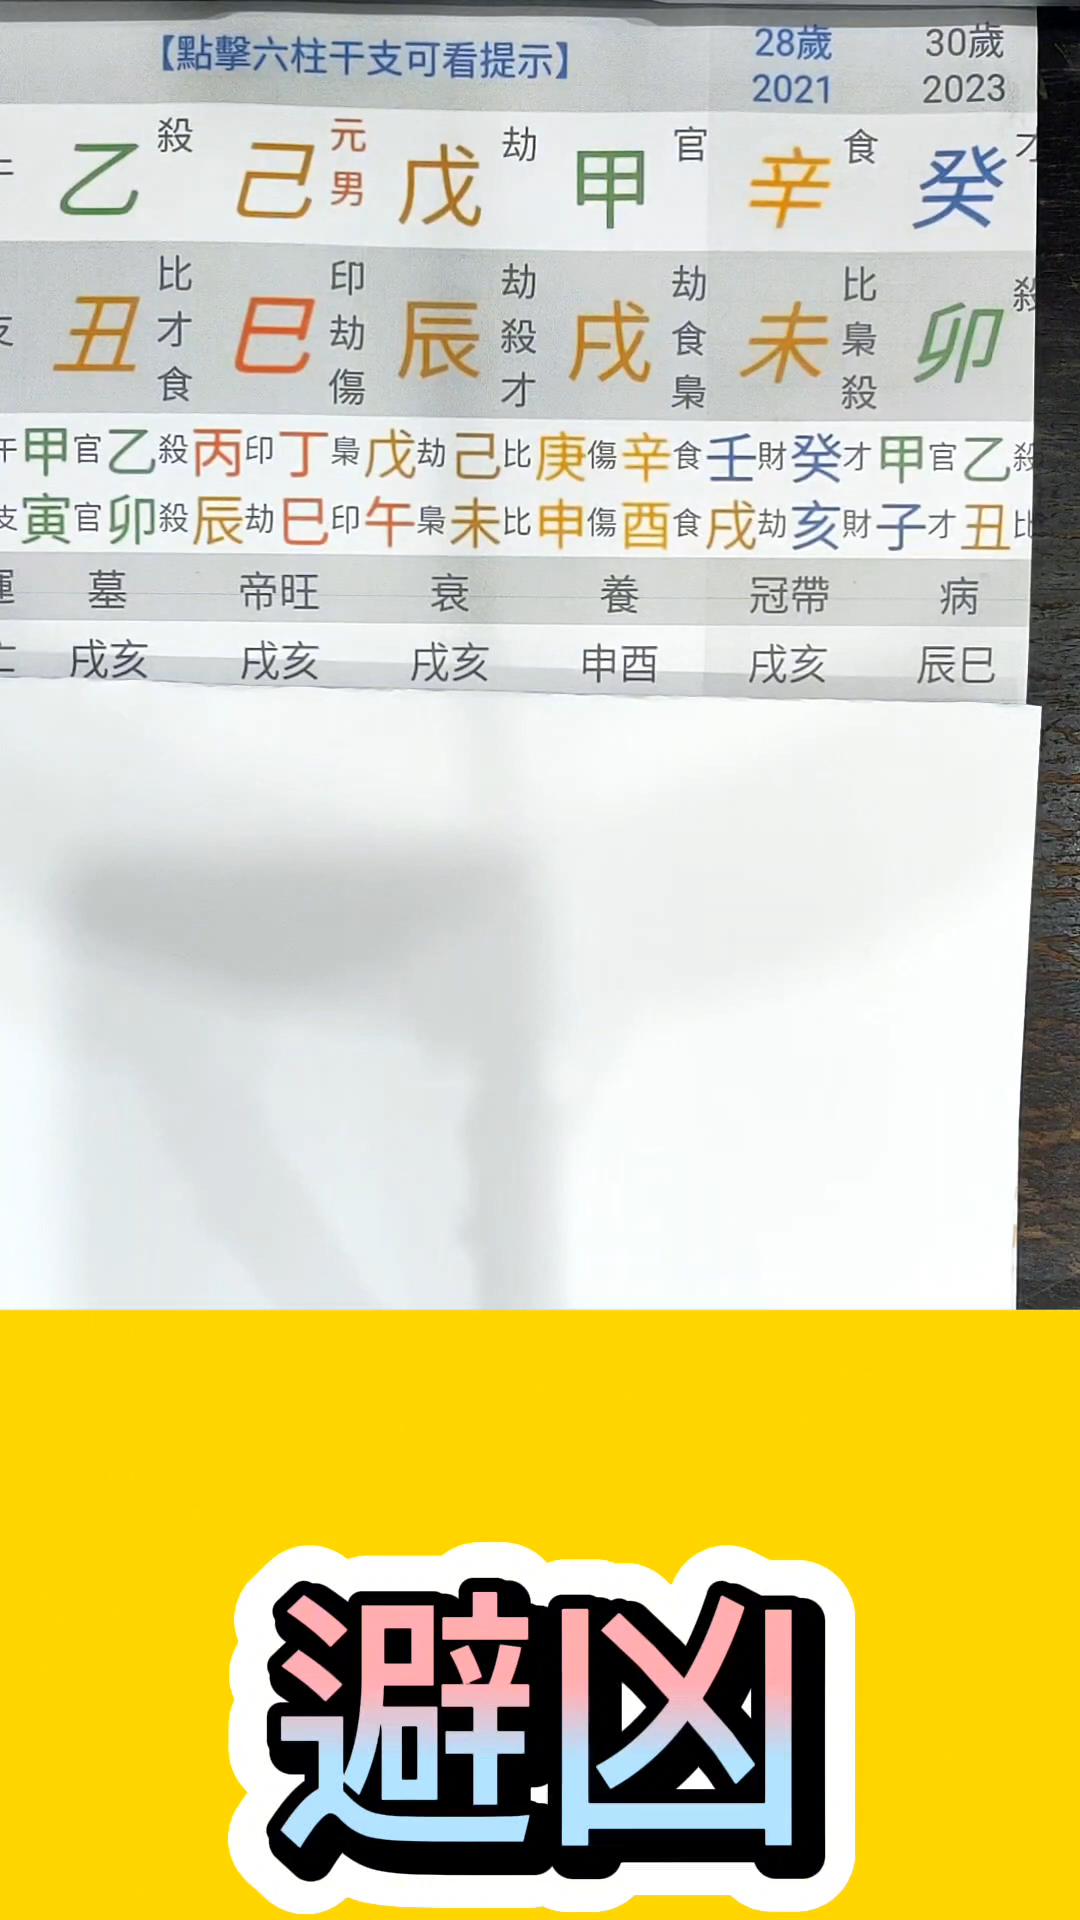 【點擊六柱干支可看提示】 28歲 30歲
2021 2023
乙 殺 己 元男 戊 劫 甲 官 辛 食 癸
丑 比才食 巳 印劫傷 辰 劫殺才 戌 劫食梟 未 比梟殺 卯 殺
午 甲官 乙殺 丙印 丁梟 戊劫 己比 庚傷 辛食 壬財 癸才 甲官 乙殺
支 寅官 卯殺 辰劫 巳印 午梟 未比 申傷 酉食 戌劫 亥財 子才 丑比
運 墓 帝旺 衰 養 冠帶 病
戌亥 戌亥 戌亥 申酉 戌亥 辰巳
避凶